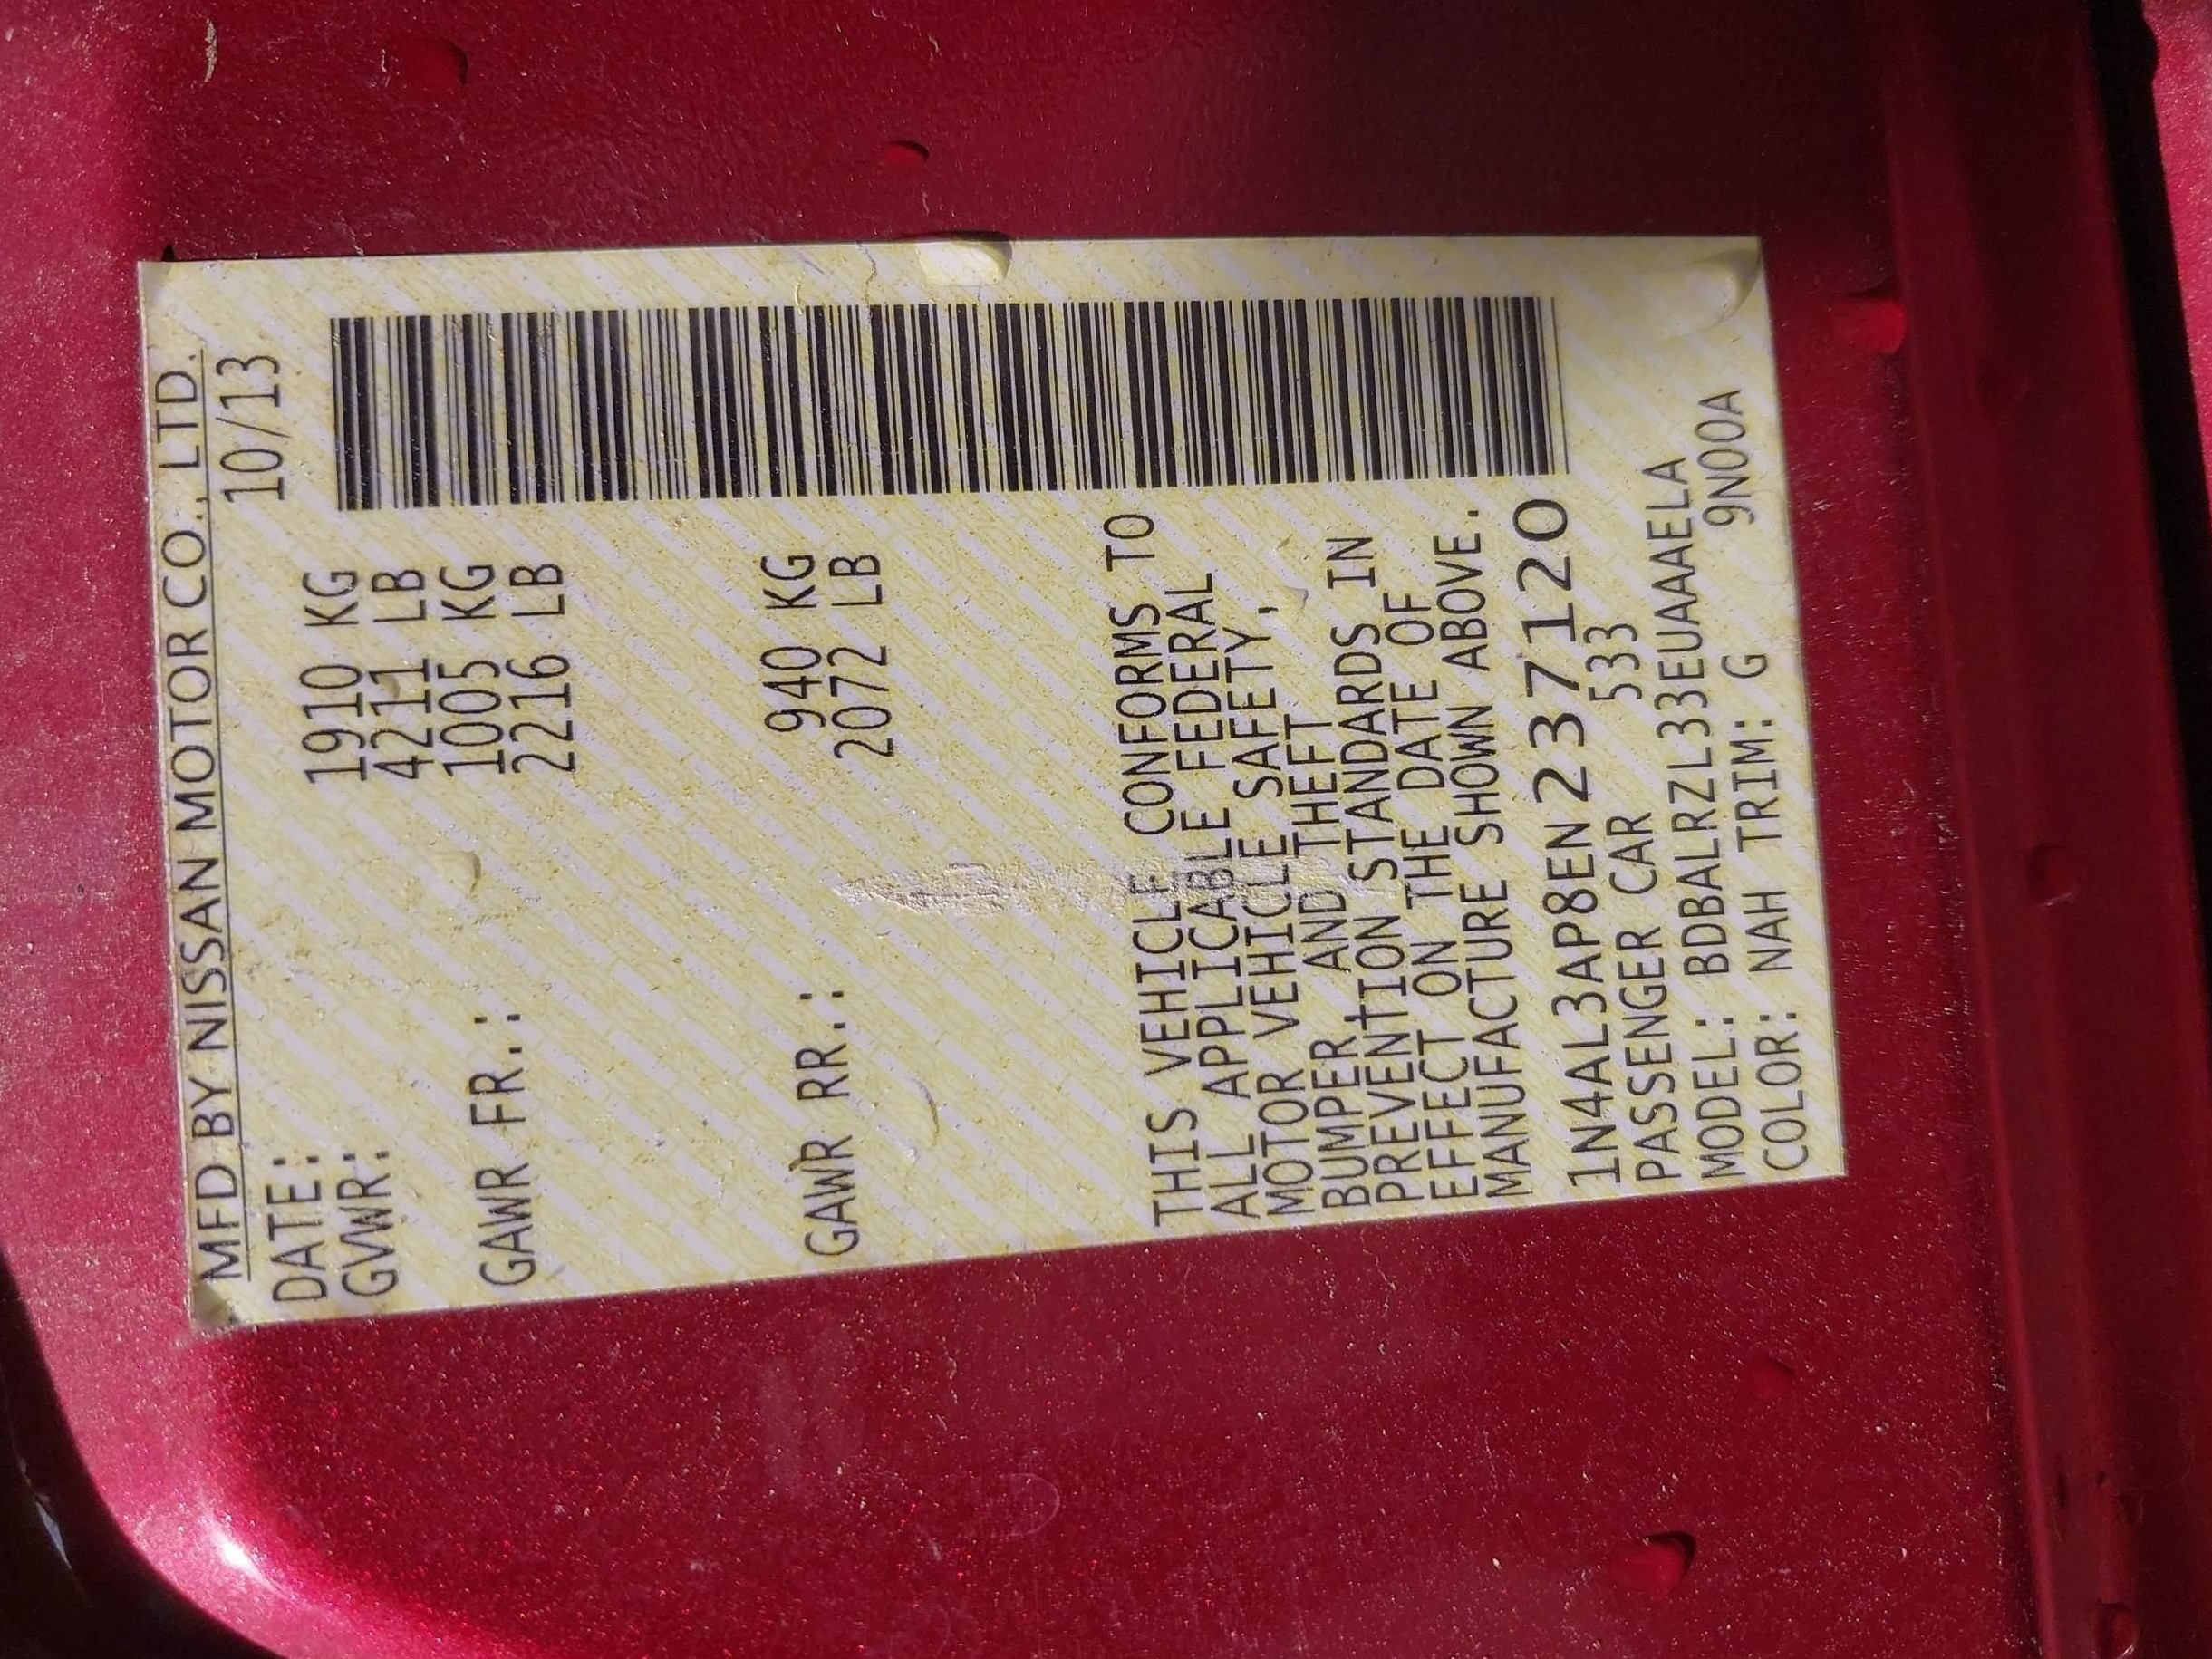 MFD BY NISSAN MOTOR CO., LTD.
DATE: 10/13
GVWR: 1910 KG
4211 LB
GAWR FR.: 1005 KG
2216 LB
GAWR RR.: 940 KG
2072 LB
THIS VEHICLE CONFORMS TO
ALL APPLICABLE FEDERAL
MOTOR VEHICLE SAFETY,
BUMPER, AND THEFT
PREVENTION STANDARDS IN
EFFECT ON THE DATE OF
MANUFACTURE SHOWN ABOVE.
1N4AL3AP8EN237120
PASSENGER CAR 533
MODEL: BDBALRZL33EUAAAELA
COLOR: NAH TRIM: G 9N00A